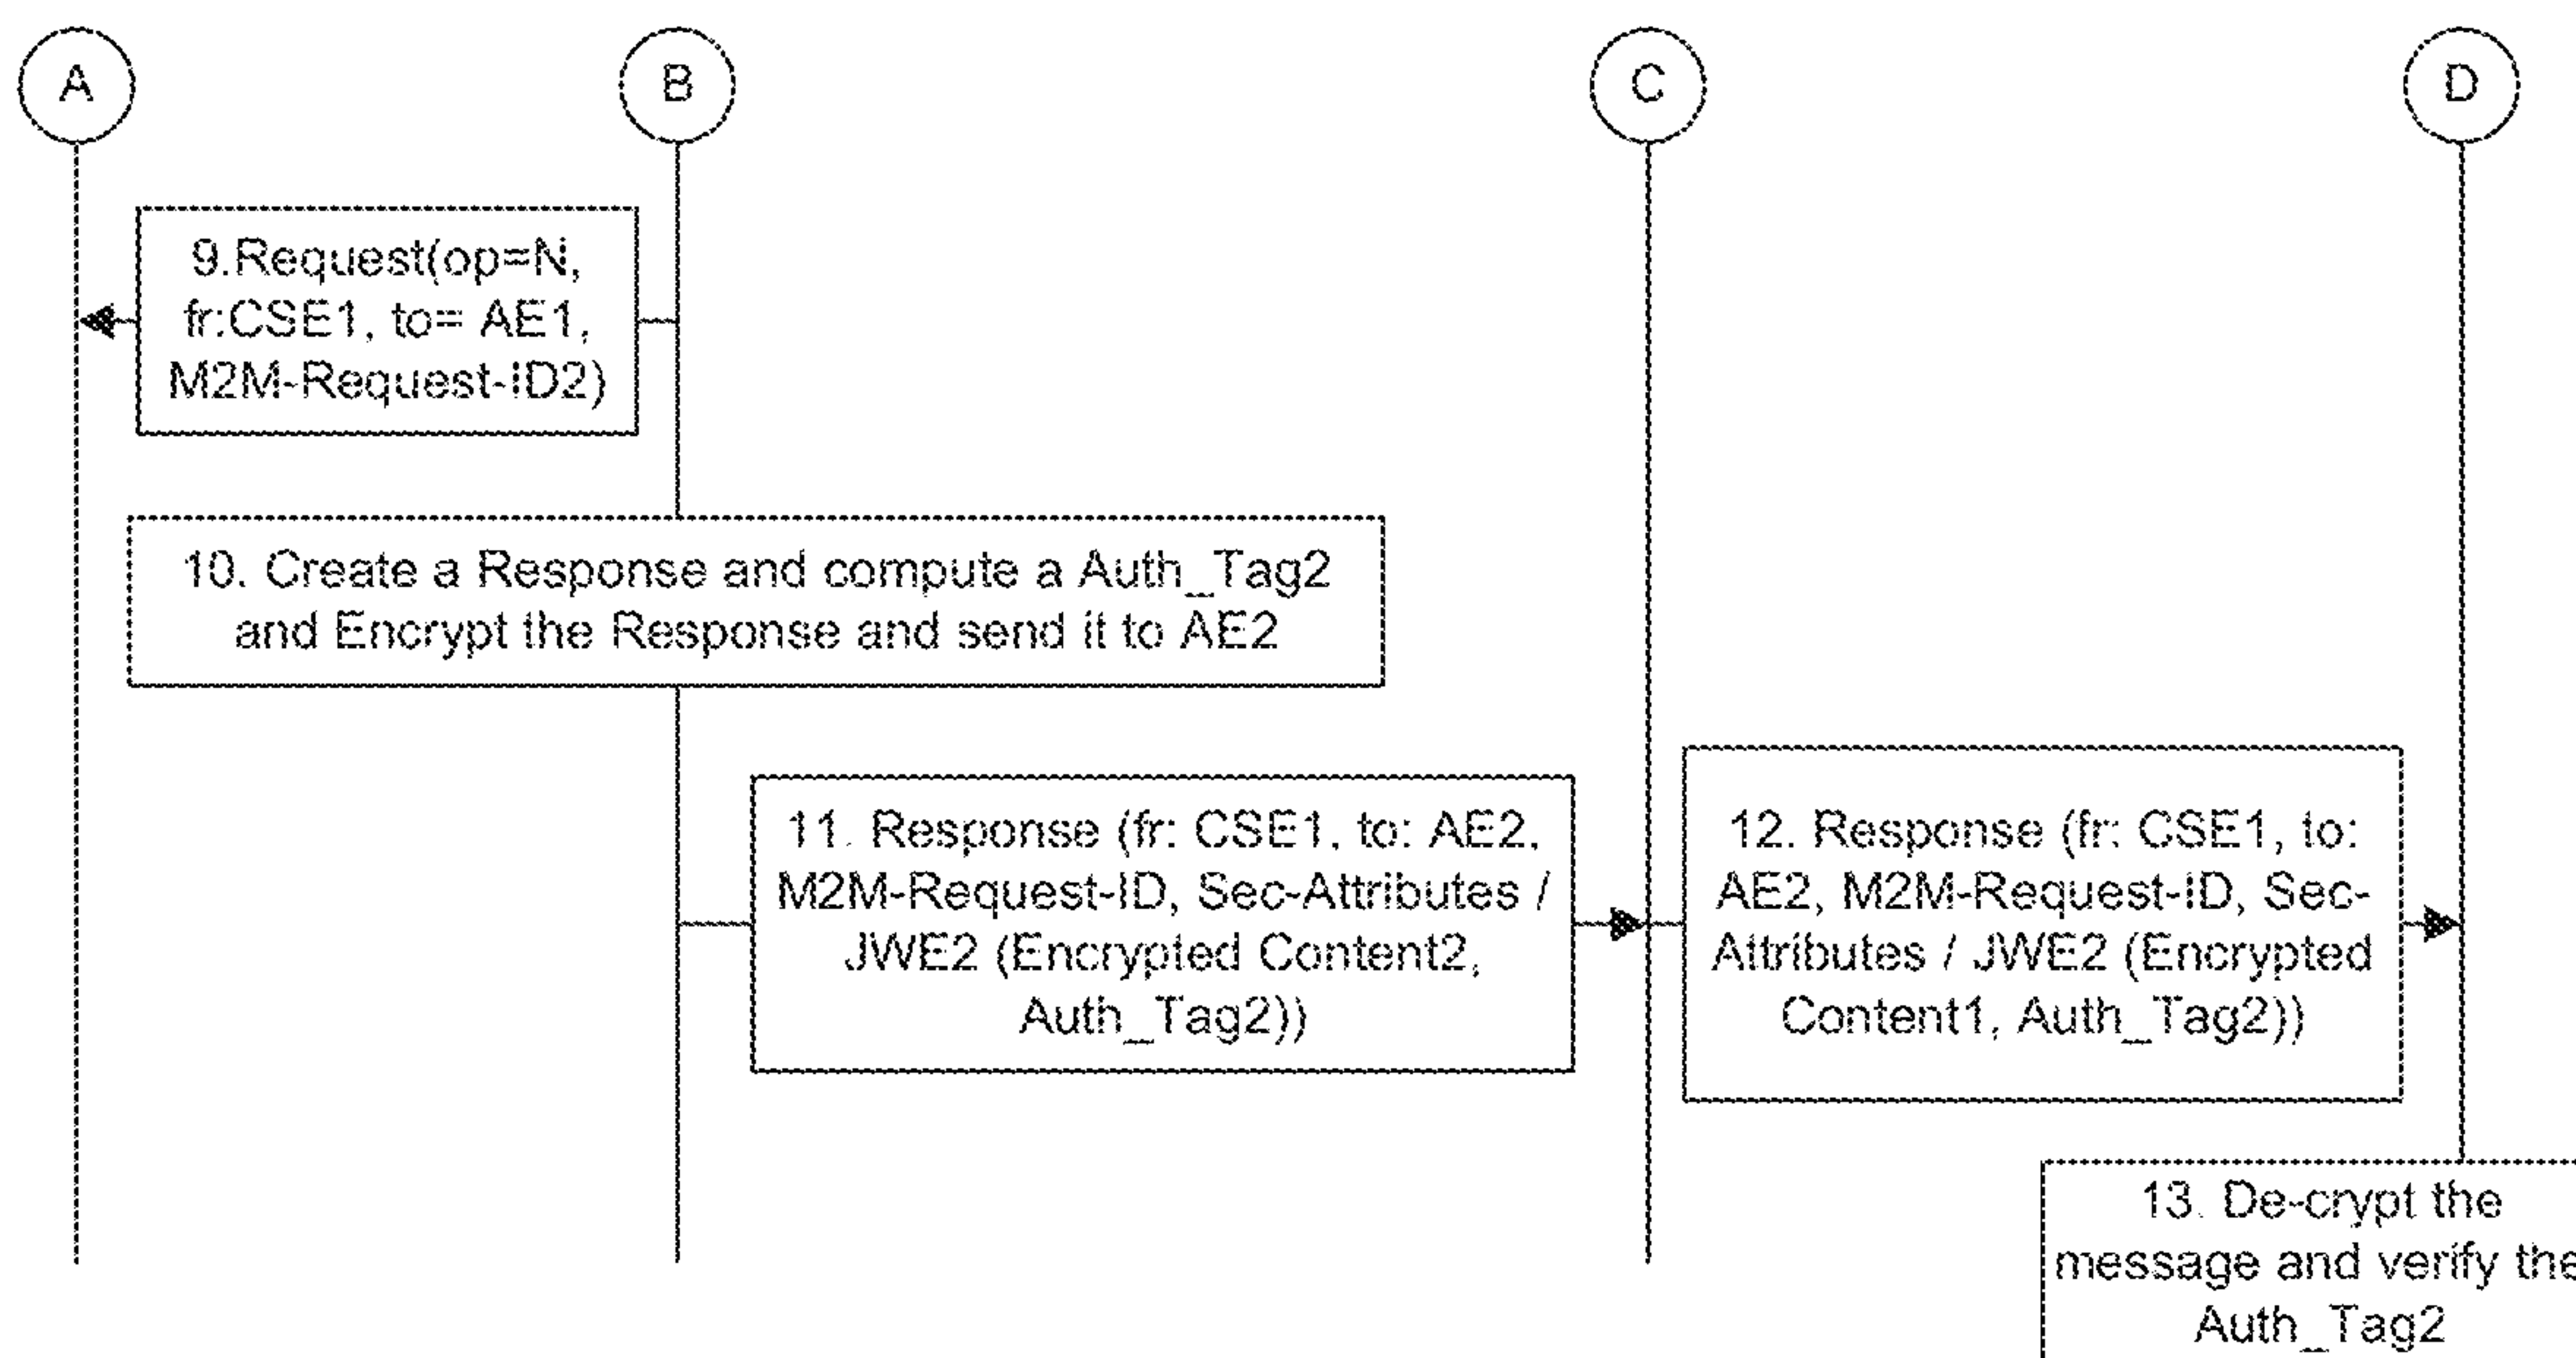 A
B
C
D
9.Request(op=N,
fr:CSE1, to= AE1,
M2M-Request-ID2)
10. Create a Response and compute a Auth_Tag2
and Encrypt the Response and send it to AE2
11. Response (fr: CSE1, to: AE2,
M2M-Request-ID, Sec-Attributes /
JWE2 (Encrypted Content2,
Auth_Tag2))
12. Response (fr: CSE1, to:
AE2, M2M-Request-ID, Sec-
Attributes / JWE2 (Encrypted
Content1, Auth_Tag2))
13. De-crypt the
message and verify the
Auth_Tag2